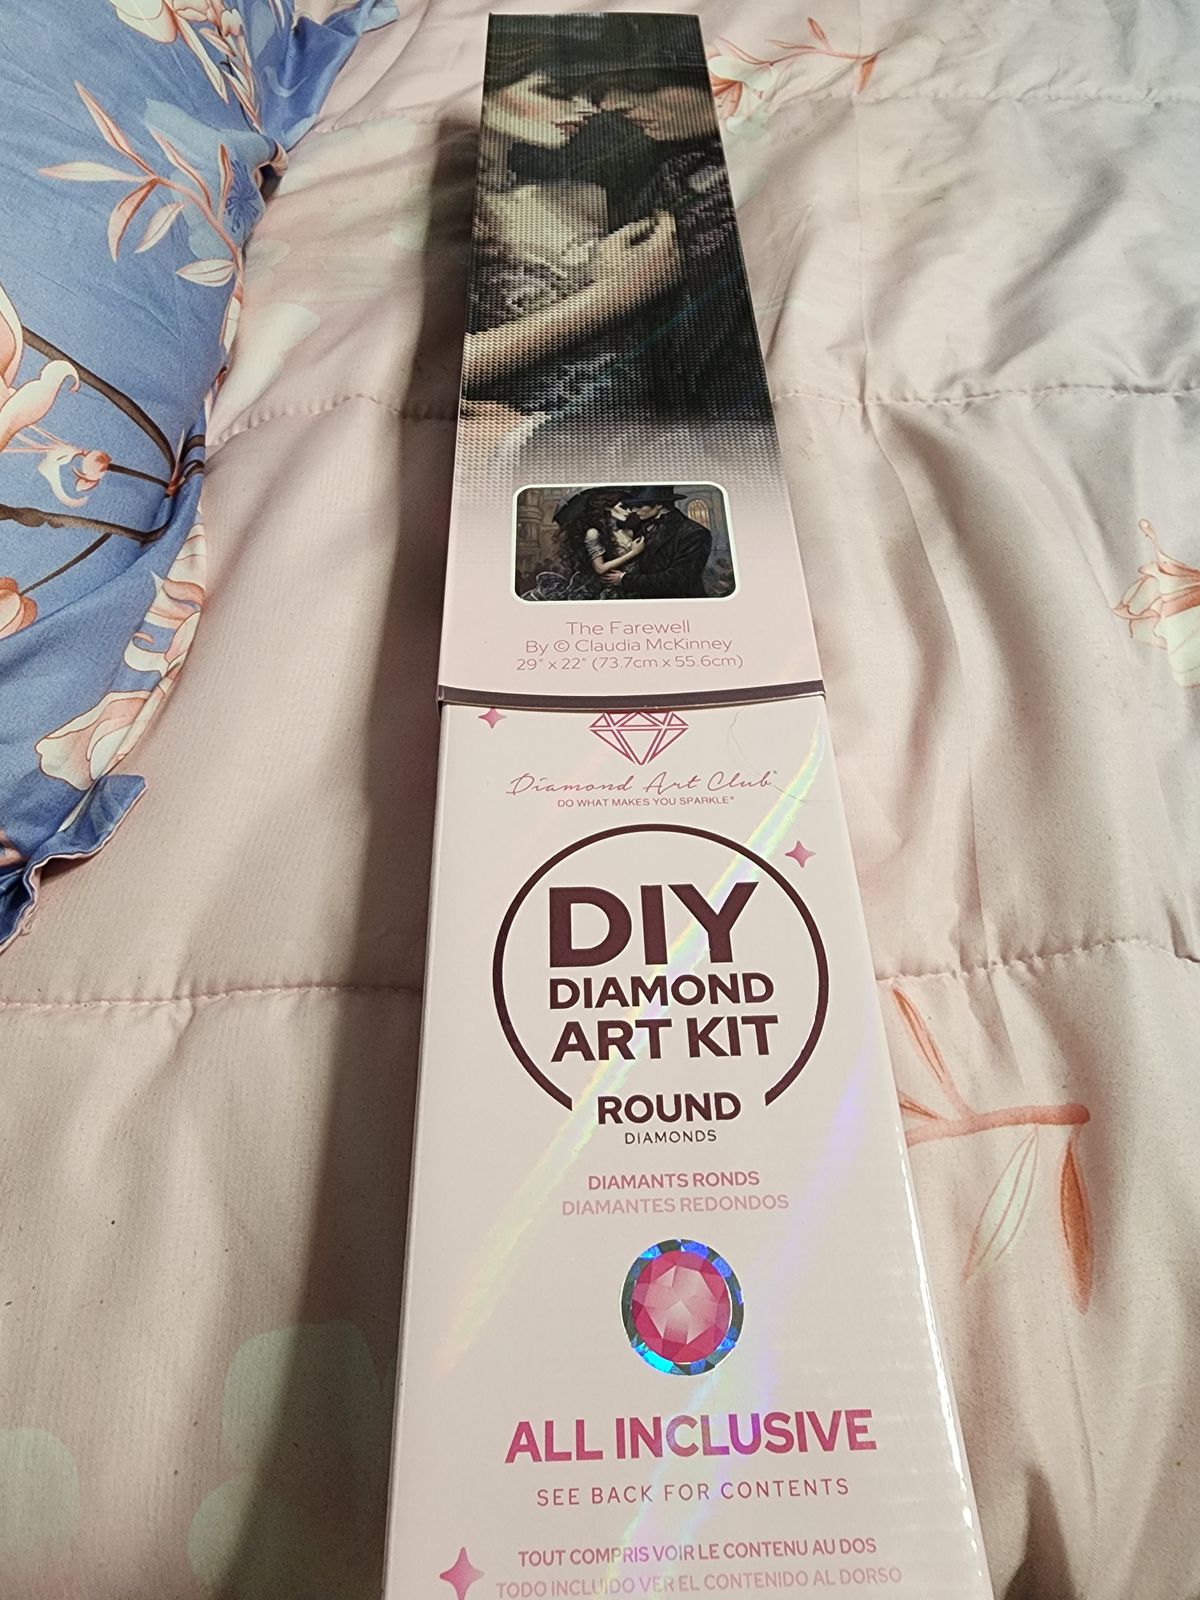 The Farewell
By © Claudia McKinney
29" x 22" (73.7cm x 55.6cm)
Diamond Art Club®
DO WHAT MAKES YOU SPARKLE®
DIY
DIAMOND
ART KIT
ROUND
DIAMONDS
DIAMANTS RONDS
DIAMANTES REDONDOS
ALL INCLUSIVE
SEE BACK FOR CONTENTS
TOUT COMPRIS VOIR LE CONTENU AU DOS
TODO INCLUIDO VER EL CONTENIDO AL DORSO